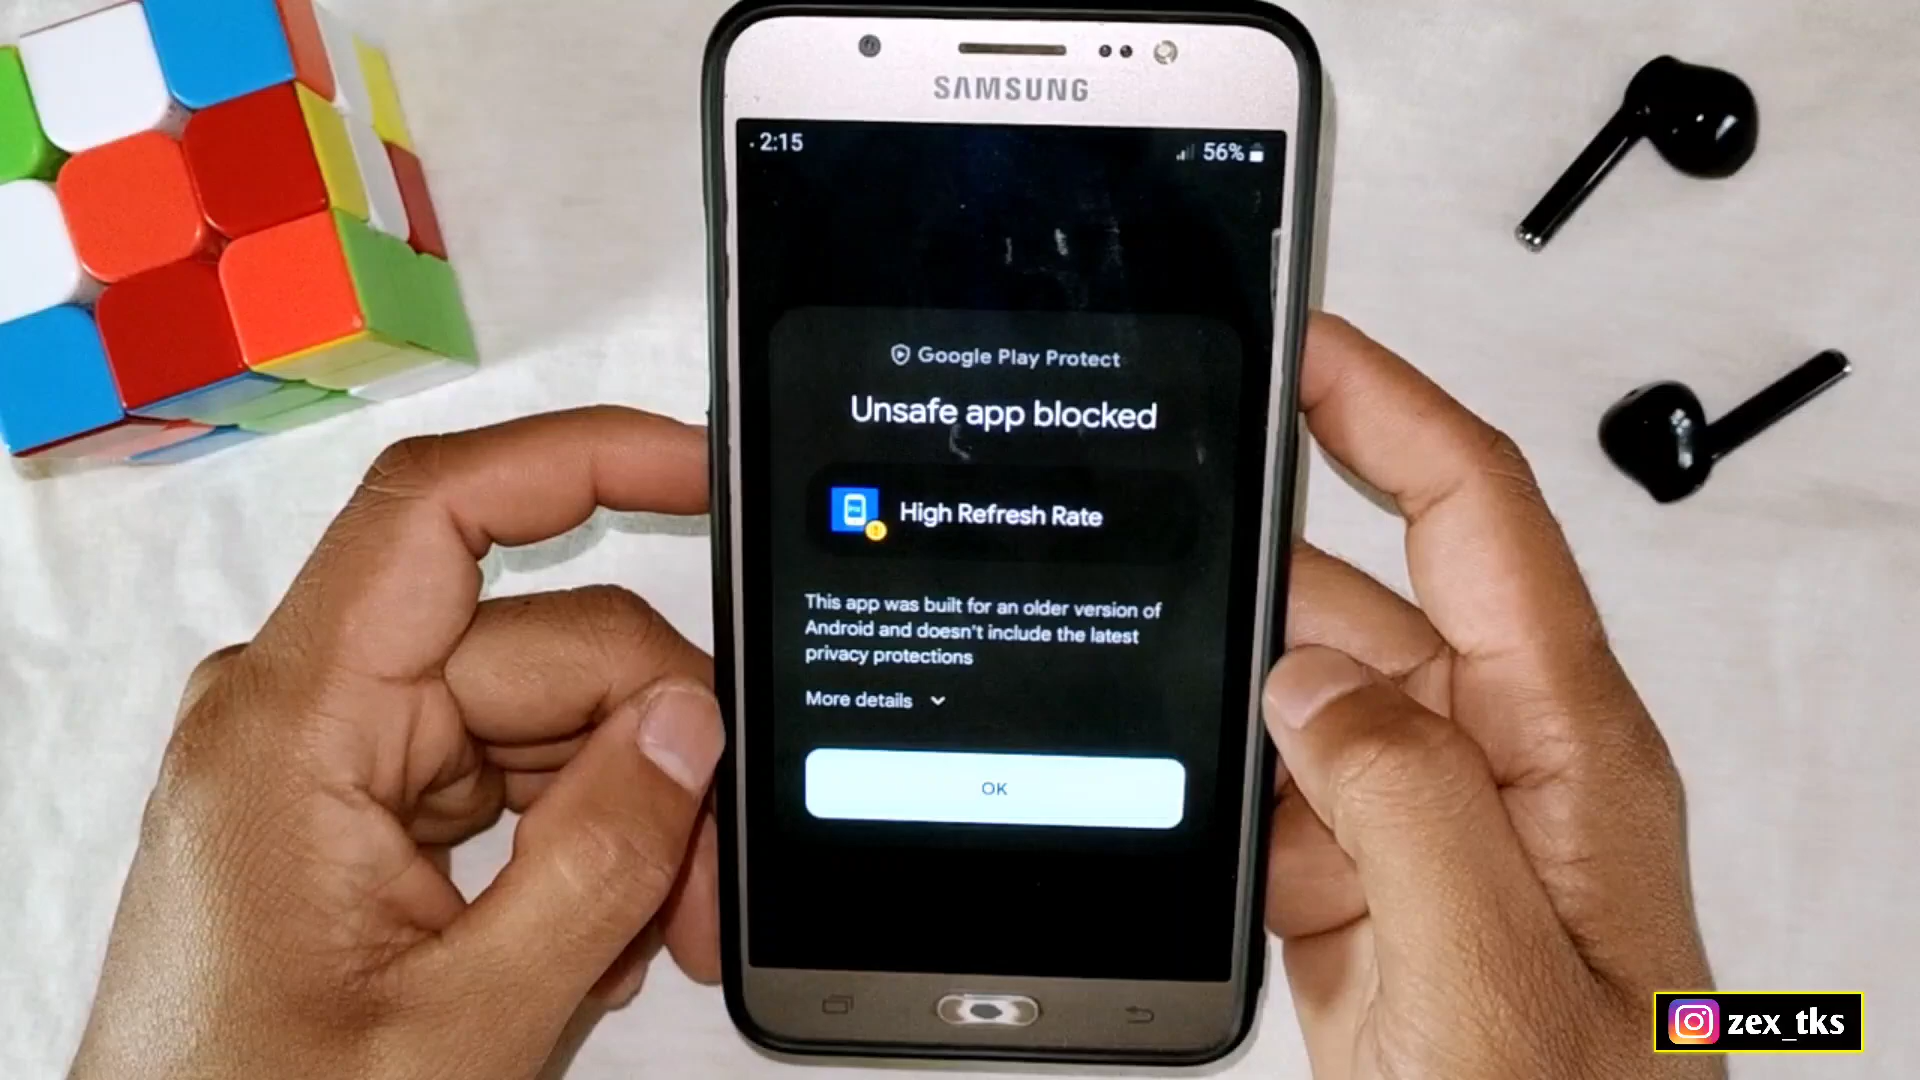 SAMSUNG
2:15
56%
Google Play Protect
Unsafe app blocked
High Refresh Rate
This app was built for an older version of
Android and doesn't include the latest
privacy protections
More details
OK
zex_tks